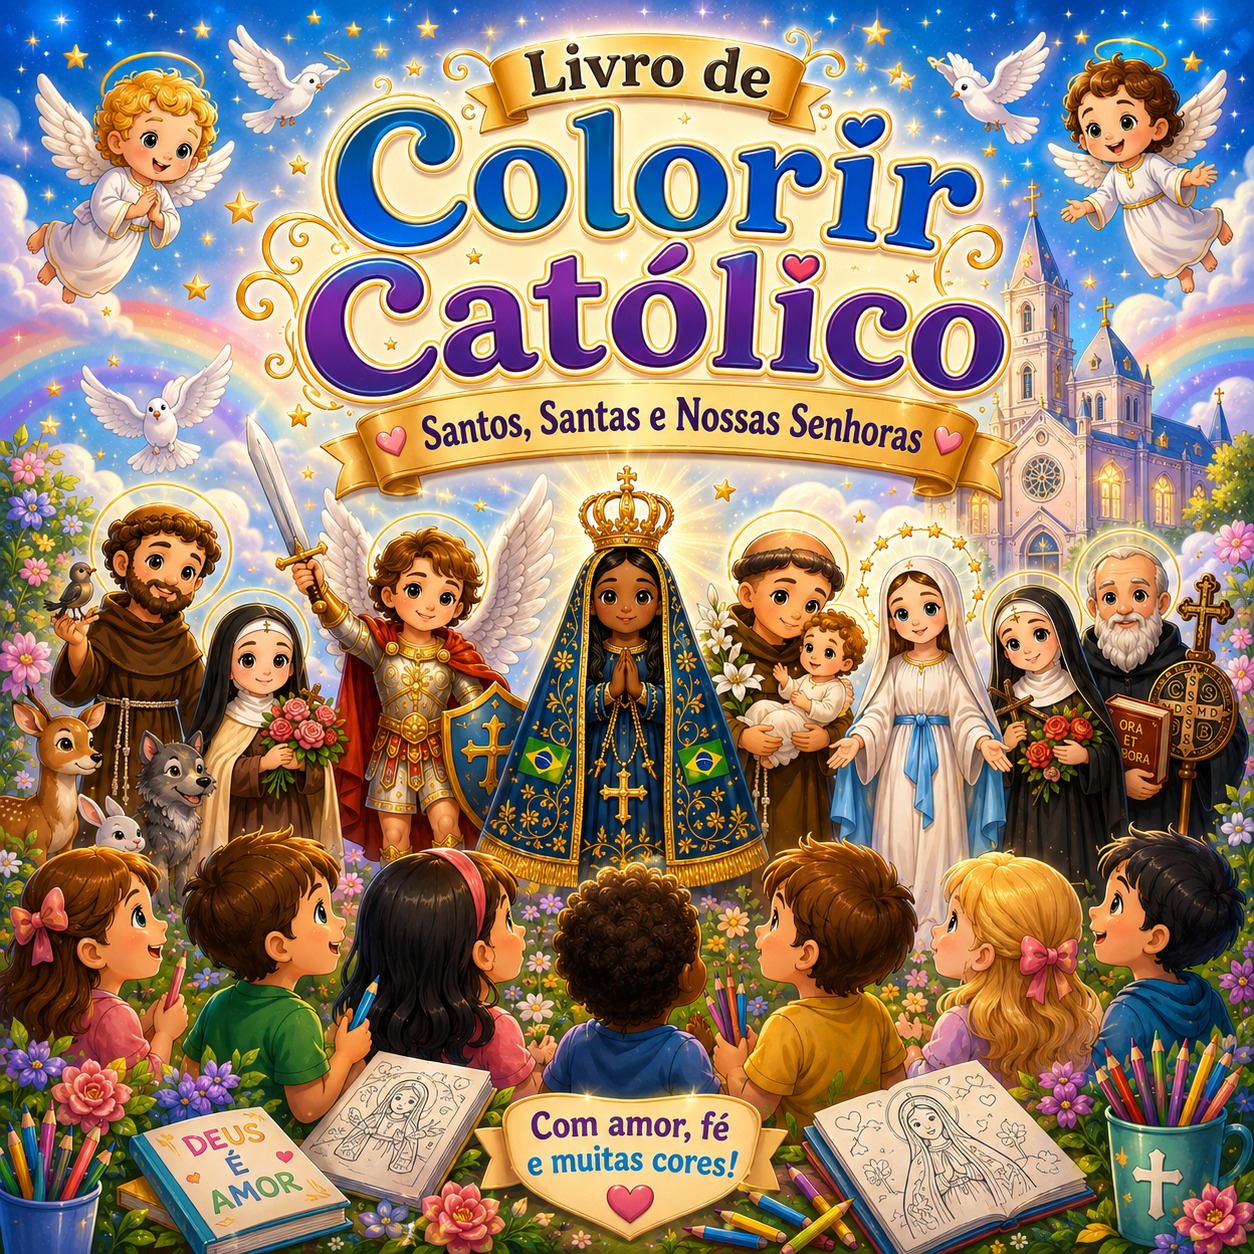 Livro de
Colorir
Católico
Santos, Santas e Nossas Senhoras
ORA
ET
LABORA
C S S M D
DEUS
É
AMOR
Com amor, fé
e muitas cores!